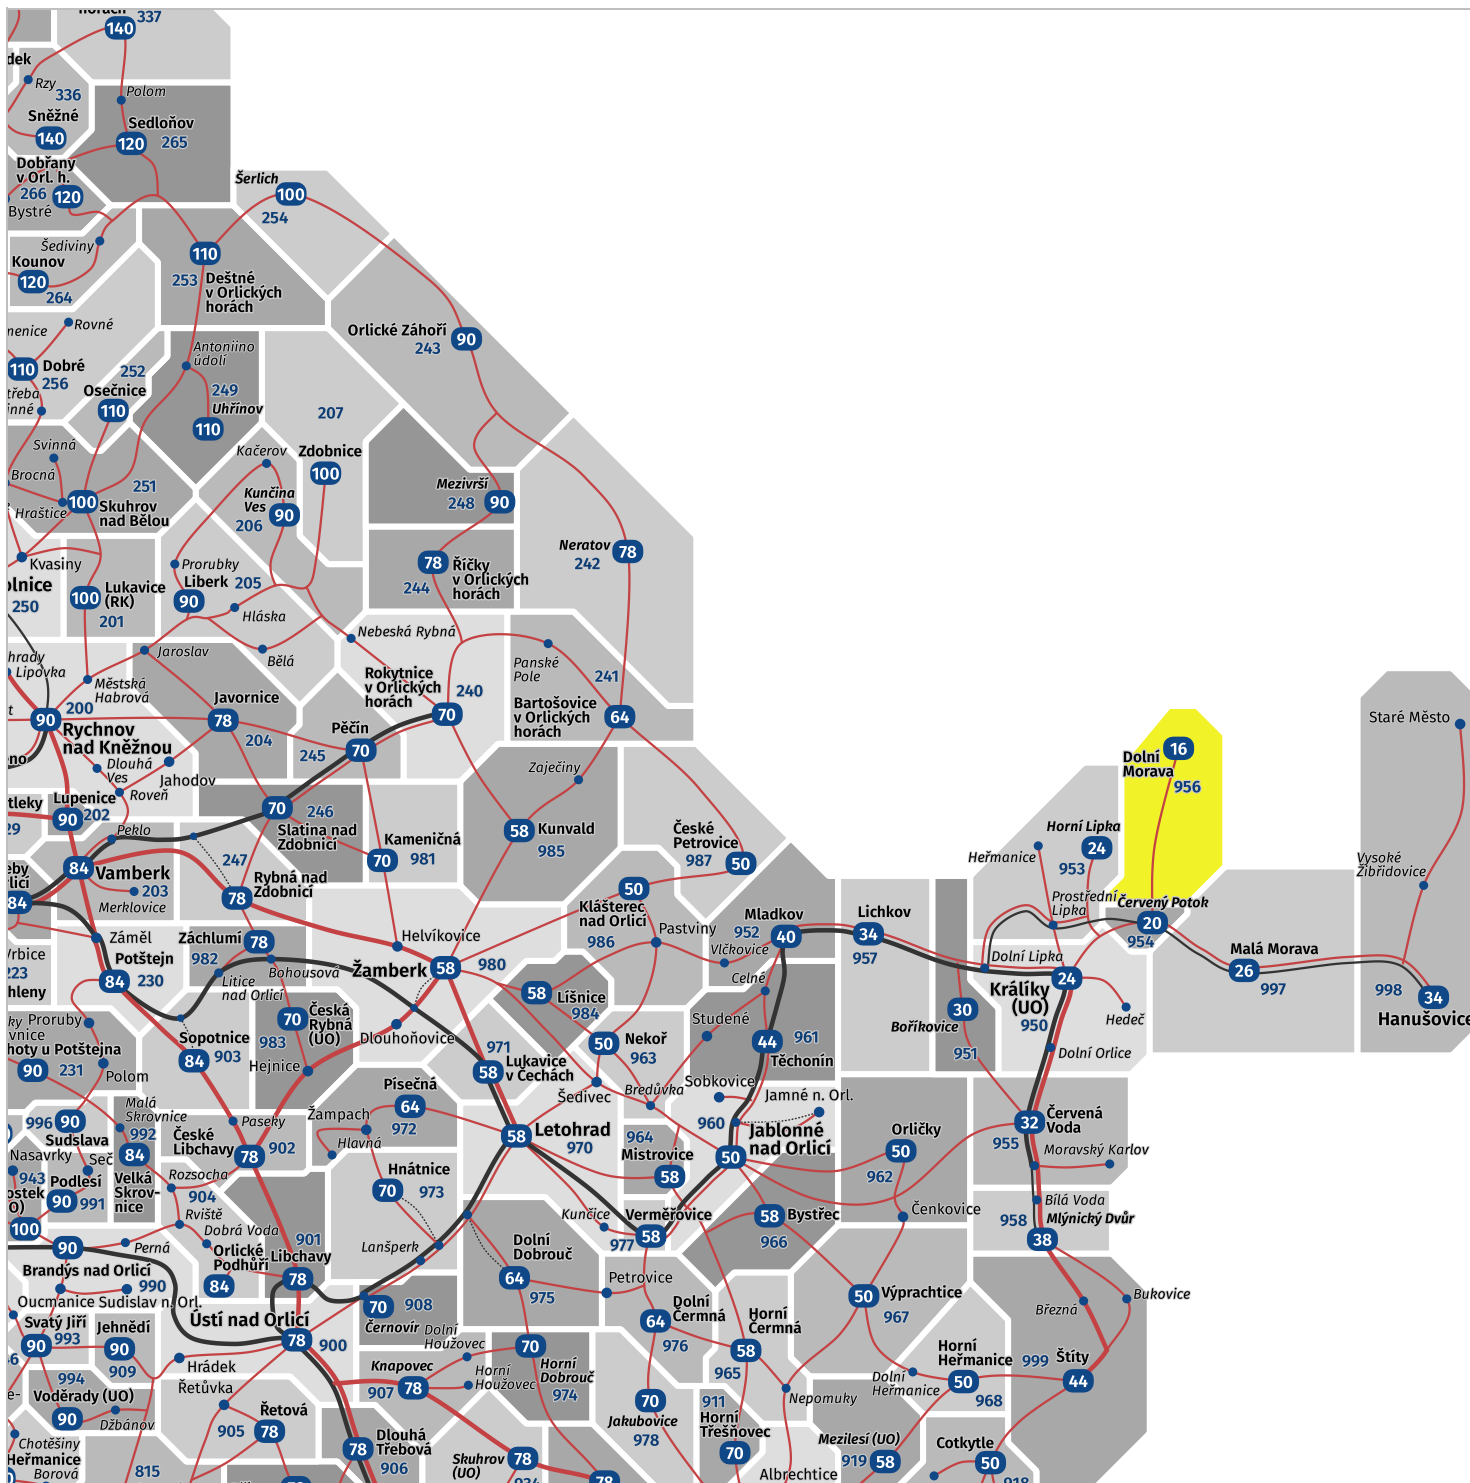 337
140
dek
Rzy
336
Sněžné
140
Polom
Sedloňov
120
265
Dobřany
v Orl. h.
266
120
Bystré
Šerlich
100
254
Šediviny
Kounov
120
264
110
253
Deštné
v Orlických
horách
Rovné
110
Dobré
256
252
Osečnice
110
Antoniino
údolí
249
Uhřínov
110
Orlické Záhoří
243
90
207
Zdobnice
100
Svinná
Brocná
Hraštice
100
251
Skuhrov
nad Bělou
Kačerov
Kunčina
Ves
206
90
Mezivrší
248
90
Neratov
242
78
Kvasiny
250
100
Lukavice
(RK)
201
Prorubky
Liberk
205
90
Hláska
78
Říčky
v Orlických
horách
244
Lipovka
Městská
Habrová
Jaroslav
Bělá
Nebeská Rybná
Panské
Pole
241
Bartošovice
v Orlických
horách
64
Rokytnice
v Orlických
horách
240
70
200
90
Rychnov
nad Kněžnou
Javornice
78
204
Pěčín
245
70
Dlouhá
Ves
Jahodov
Roveň
Lupenice
90
202
Peklo
70
246
Slatina nad
Zdobnicí
Kameničná
70
981
Zaječiny
58
Kunvald
985
České
Petrovice
987
50
84
Vamberk
203
Merklovice
247
78
Rybná nad
Zdobnicí
84
Záměl
Potštejn
84
230
Záchlumí
78
982
Litice
nad Orlicí
Bohousová
Helvíkovice
Žamberk
58
980
50
Klášterec
nad Orlicí
986
Pastviny
Vlčkovice
Mladkov
952
40
Celné
Lichkov
34
957
Heřmanice
Horní Lipka
24
953
Dolní
Morava
16
956
Prostřední
Lipka
Červený Potok
20
954
Dolní Lipka
Králíky
(UO)
24
950
Hedeč
Dolní Orlice
Malá Morava
26
997
Staré Město
Vysoké
Žibřidovice
998
34
Hanušovice
Boříkovice
30
951
223
Proruby
231
90
Polom
Sopotnice
84
903
70
Česká
Rybná
(UO)
983
Hejnice
Dlouhoňovice
58
Líšnice
984
50
Nekoř
963
Studené
44
961
Těchonín
971
58
Lukavice
v Čechách
Šedivec
Bredůvka
Sobkovice
Jamné n. Orl.
960
996
90
Sudslava
Malá
Skrovnice
992
84
Velká
Skrov-
nice
Paseky
České
Libchavy
78
902
Písečná
64
972
Žampach
Hlavná
58
Letohrad
970
964
Mistrovice
58
Jablonné
nad Orlicí
50
Orličky
50
962
32
Červená
Voda
955
Moravský Karlov
Nasavrky
943
Seč
Podlesí
90
991
Rozsocha
904
Rviště
Dobrá Voda
Hnátnice
70
973
Bílá Voda
958
Mlýnický Dvůr
38
100
90
Perná
Brandýs nad Orlicí
990
Oucmanice
Sudislav n. Orl.
Orlické
Podhůří
84
901
Libchavy
78
Lanšperk
Kunčice
Verměřovice
977
58
58
Bystřec
966
Čenkovice
Dolní
Dobrouč
64
975
Petrovice
50
Výprachtice
967
Bukovice
Březná
Svatý Jiří
90
993
Jehnědí
90
909
Ústí nad Orlicí
78
900
70
908
Černovír
Dolní
Houžovec
Horní
Houžovec
64
Dolní
Čermná
976
Horní
Čermná
58
965
Hrádek
Knapovec
907
78
70
Horní
Dobrouč
974
Nepomuky
Dolní
Heřmanice
Horní
Heřmanice
50
968
999
Štíty
44
994
Voděrady (UO)
90
Džbánov
Řetůvka
905
Řetová
78
70
Jakubovice
978
911
Horní
Třešňovec
70
Mezilesí (UO)
919
58
Cotkytle
50
918
Chotěšiny
Heřmanice
Borová
815
78
Dlouhá
Třebová
906
Skuhrov
(UO)
78
78
Albrechtice